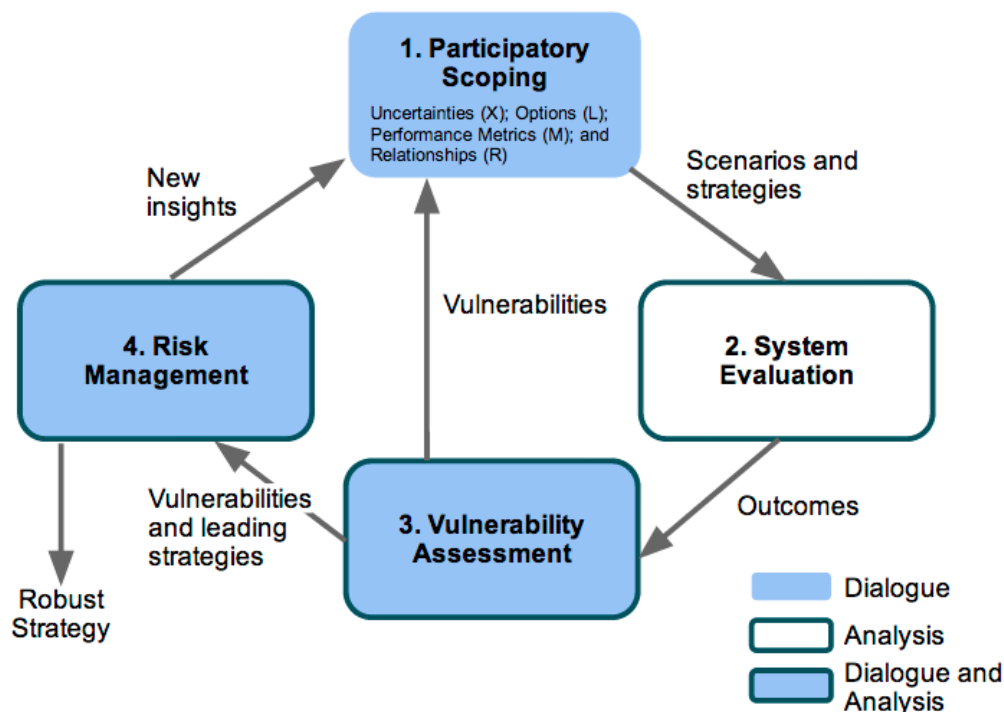 1. Participatory
Scoping
Uncertainties (X); Options (L);
Performance Metrics (M); and
Relationships (R)
New
insights
Scenarios and
strategies
Vulnerabilities
4. Risk
Management
2. System
Evaluation
Vulnerabilities
and leading
strategies
3. Vulnerability
Assessment
Outcomes
Robust
Strategy
Dialogue
Analysis
Dialogue and
Analysis